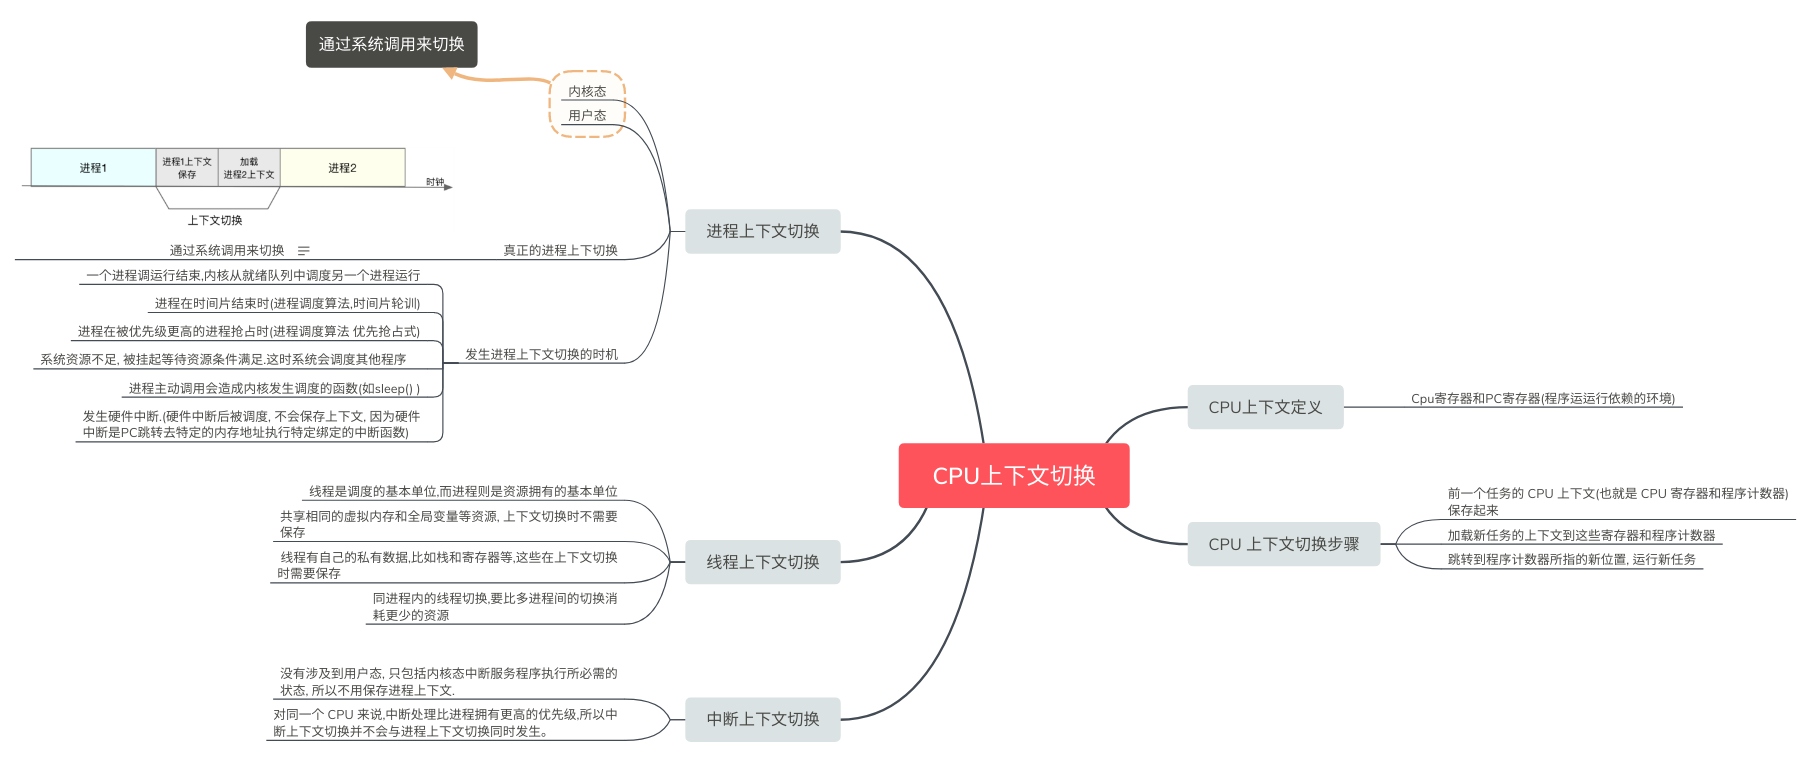 通过系统调用来切换
内核态
用户态
进程1
进程1上下文
保存
加载
进程2上下文
进程2
时钟
上下文切换
进程上下文切换
通过系统调用来切换
真正的进程上下切换
一个进程调运行结束,内核从就绪队列中调度另一个进程运行
进程在时间片结束时(进程调度算法,时间片轮训)
进程在被优先级更高的进程抢占时(进程调度算法 优先抢占式)
系统资源不足, 被挂起等待资源条件满足.这时系统会调度其他程序
进程主动调用会造成内核发生调度的函数(如sleep() )
发生硬件中断.(硬件中断后被调度, 不会保存上下文, 因为硬件
中断是PC跳转去特定的内存地址执行特定绑定的中断函数)
发生进程上下文切换的时机
CPU上下文切换
CPU上下文定义
Cpu寄存器和PC寄存器(程序运运行依赖的环境)
CPU 上下文切换步骤
前一个任务的 CPU 上下文(也就是 CPU 寄存器和程序计数器)
保存起来
加载新任务的上下文到这些寄存器和程序计数器
跳转到程序计数器所指的新位置, 运行新任务
线程上下文切换
线程是调度的基本单位,而进程则是资源拥有的基本单位
共享相同的虚拟内存和全局变量等资源, 上下文切换时不需要
保存
线程有自己的私有数据,比如栈和寄存器等,这些在上下文切换
时需要保存
同进程内的线程切换,要比多进程间的切换消
耗更少的资源
中断上下文切换
没有涉及到用户态, 只包括内核态中断服务程序执行所必需的
状态, 所以不用保存进程上下文.
对同一个 CPU 来说,中断处理比进程拥有更高的优先级,所以中
断上下文切换并不会与进程上下文切换同时发生。